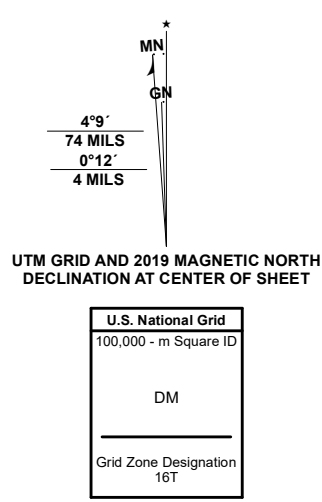 MN
GN
4°9´
74 MILS
0°12´
4 MILS
UTM GRID AND 2019 MAGNETIC NORTH
DECLINATION AT CENTER OF SHEET
U.S. National Grid
100,000 - m Square ID
DM
Grid Zone Designation
16T